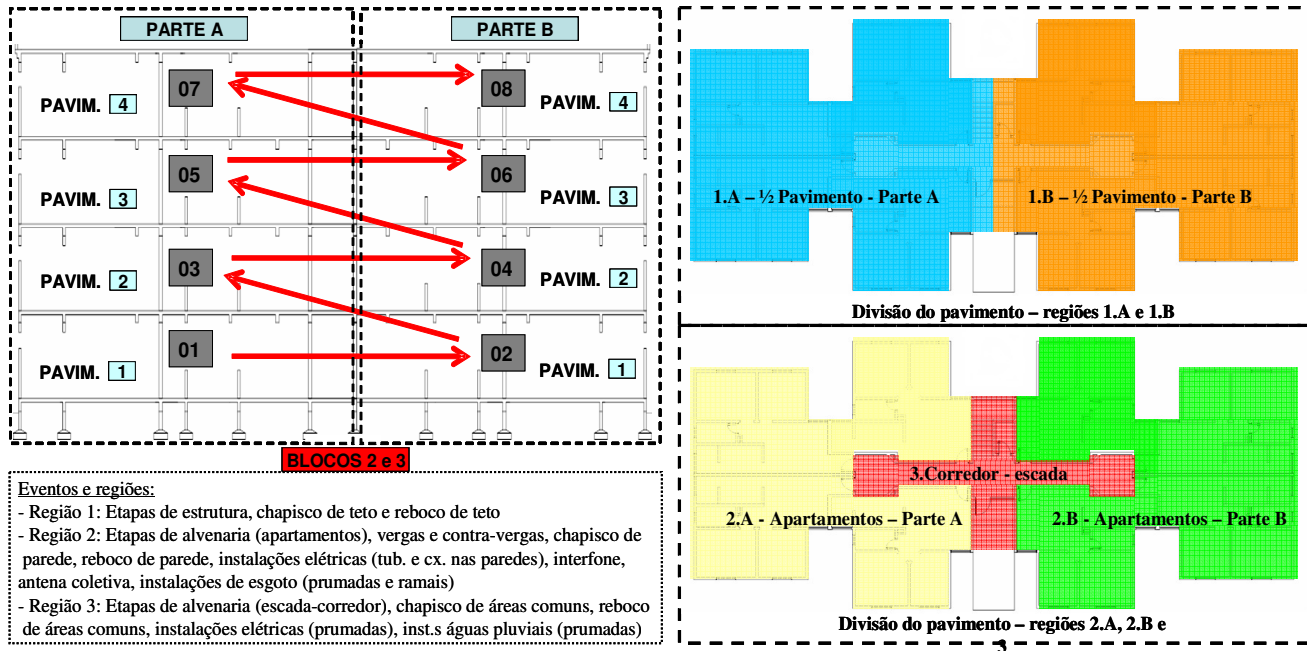 PARTE A
PARTE B
PAVIM. 4
07
08
PAVIM. 4
PAVIM. 3
05
06
PAVIM. 3
PAVIM. 2
03
04
PAVIM. 2
PAVIM. 1
01
02
PAVIM. 1
BLOCOS 2 e 3
Eventos e regiões:
- Região 1: Etapas de estrutura, chapisco de teto e reboco de teto
- Região 2: Etapas de alvenaria (apartamentos), vergas e contra-vergas, chapisco de
parede, reboco de parede, instalações elétricas (tub. e cx. nas paredes), interfone,
antena coletiva, instalações de esgoto (prumadas e ramais)
- Região 3: Etapas de alvenaria (escada-corredor), chapisco de áreas comuns, reboco
de áreas comuns, instalações elétricas (prumadas), inst.s águas pluviais (prumadas)
1.A – ½ Pavimento - Parte A
1.B – ½ Pavimento - Parte B
Divisão do pavimento – regiões 1.A e 1.B
3.Corredor - escada
2.A - Apartamentos – Parte A
2.B - Apartamentos – Parte B
Divisão do pavimento – regiões 2.A, 2.B e
3